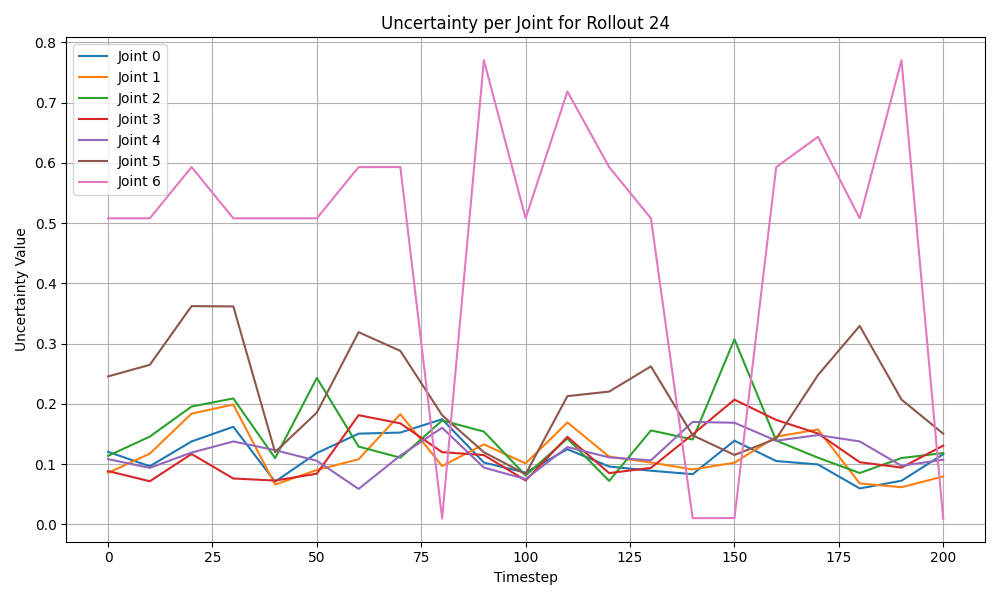 Uncertainty per Joint for Rollout 24
0.8
0.7
0.6
0.5
0.4
0.3
0.2
0.1
0.0
Uncertainty Value
Joint 0
Joint 1
Joint 2
Joint 3
Joint 4
Joint 5
Joint 6
0 25 50 75 100 125 150 175 200
Timestep